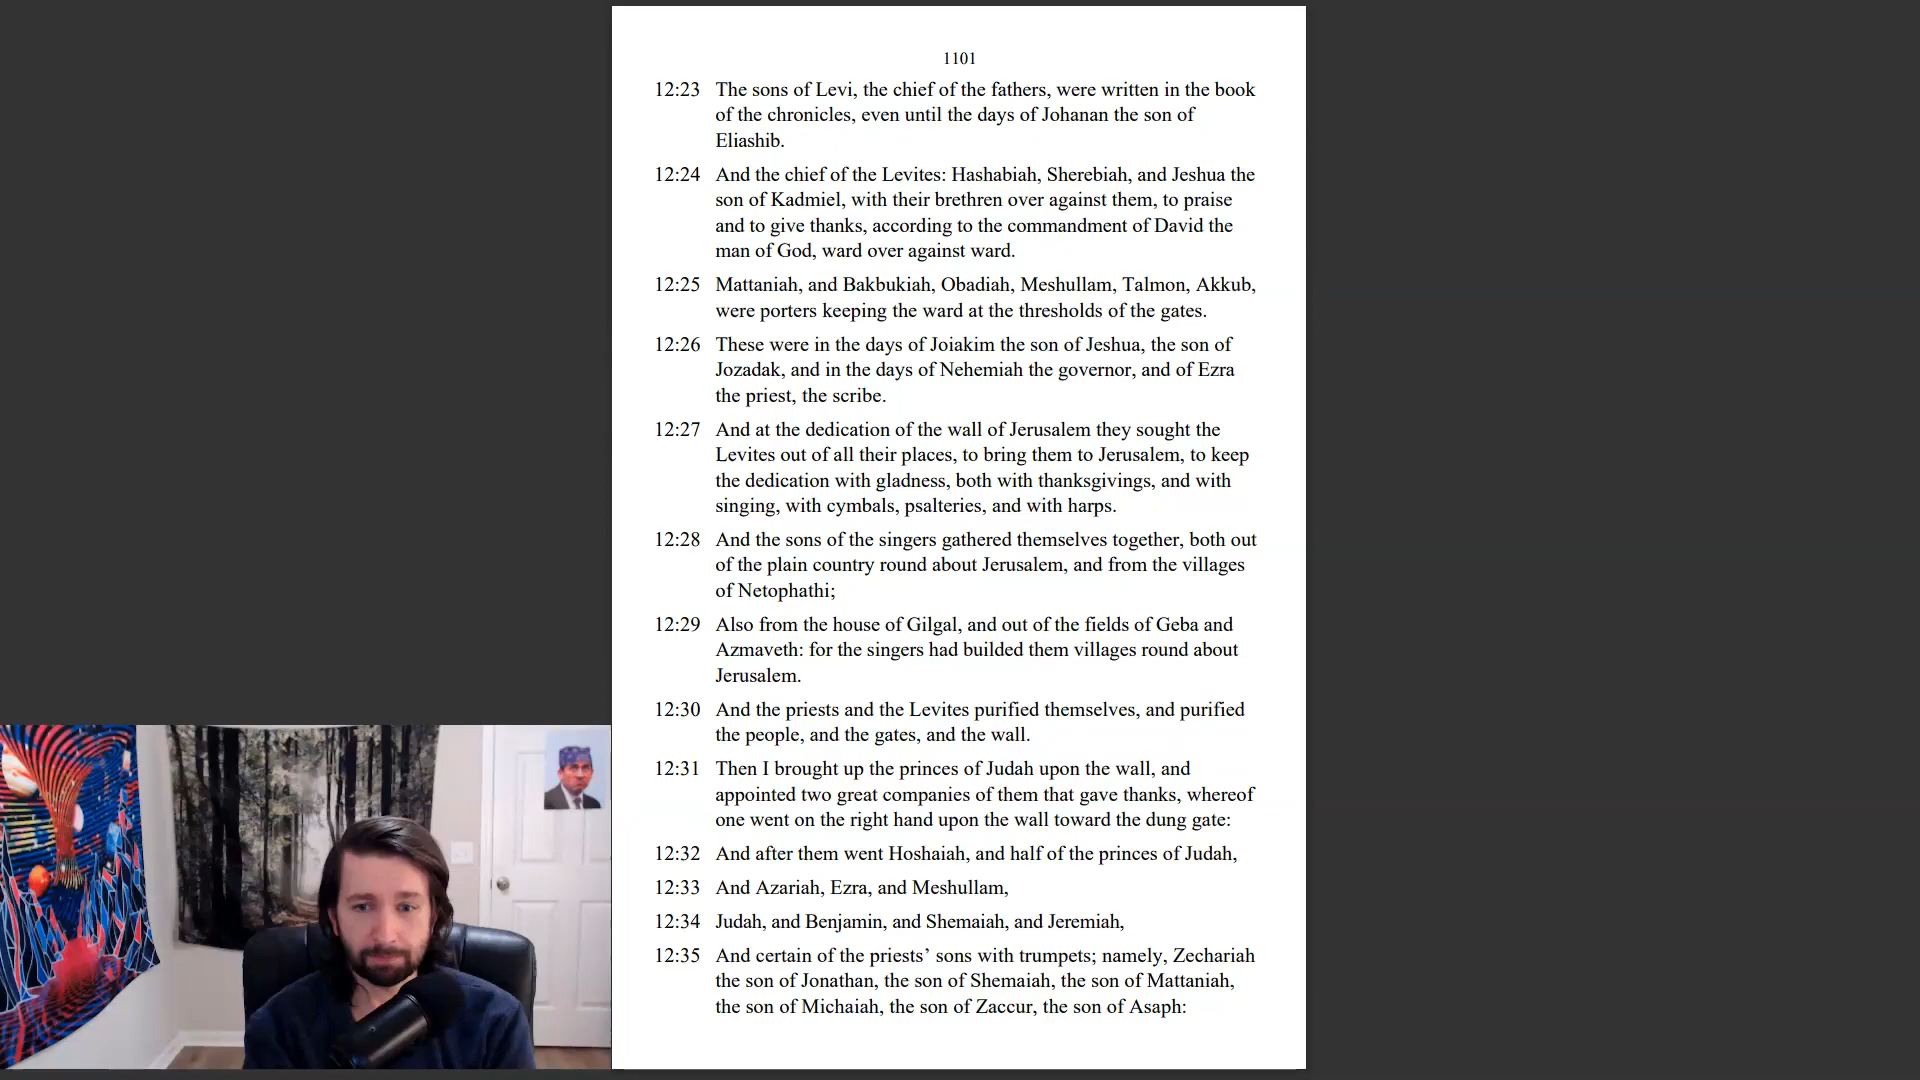 1101
12:23 The sons of Levi, the chief of the fathers, were written in the book
of the chronicles, even until the days of Johanan the son of
Eliashib.
12:24 And the chief of the Levites: Hashabiah, Sherebiah, and Jeshua the
son of Kadmiel, with their brethren over against them, to praise
and to give thanks, according to the commandment of David the
man of God, ward over against ward.
12:25 Mattaniah, and Bakbukiah, Obadiah, Meshullam, Talmon, Akkub,
were porters keeping the ward at the thresholds of the gates.
12:26 These were in the days of Joiakim the son of Jeshua, the son of
Jozadak, and in the days of Nehemiah the governor, and of Ezra
the priest, the scribe.
12:27 And at the dedication of the wall of Jerusalem they sought the
Levites out of all their places, to bring them to Jerusalem, to keep
the dedication with gladness, both with thanksgivings, and with
singing, with cymbals, psalteries, and with harps.
12:28 And the sons of the singers gathered themselves together, both out
of the plain country round about Jerusalem, and from the villages
of Netophathi;
12:29 Also from the house of Gilgal, and out of the fields of Geba and
Azmaveth: for the singers had builded them villages round about
Jerusalem.
12:30 And the priests and the Levites purified themselves, and purified
the people, and the gates, and the wall.
12:31 Then I brought up the princes of Judah upon the wall, and
appointed two great companies of them that gave thanks, whereof
one went on the right hand upon the wall toward the dung gate:
12:32 And after them went Hoshaiah, and half of the princes of Judah,
12:33 And Azariah, Ezra, and Meshullam,
12:34 Judah, and Benjamin, and Shemaiah, and Jeremiah,
12:35 And certain of the priests’ sons with trumpets; namely, Zechariah
the son of Jonathan, the son of Shemaiah, the son of Mattaniah,
the son of Michaiah, the son of Zaccur, the son of Asaph: